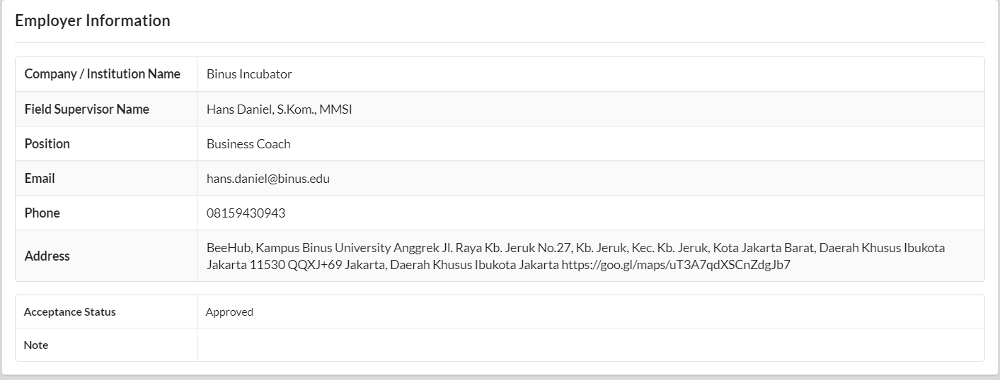 Employer Information
Company / Institution Name Binus Incubator
Field Supervisor Name Hans Daniel, S.Kom., MMSI
Position Business Coach
Email hans.daniel@binus.edu
Phone 08159430943
Address BeeHub, Kampus Binus University Anggrek Jl. Raya Kb. Jeruk No.27, Kb. Jeruk, Kec. Kb. Jeruk, Kota Jakarta Barat, Daerah Khusus Ibukota
Jakarta 11530 QQXJ+69 Jakarta, Daerah Khusus Ibukota Jakarta https://goo.gl/maps/uT3A7qdXSCnZdgJb7
Acceptance Status Approved
Note